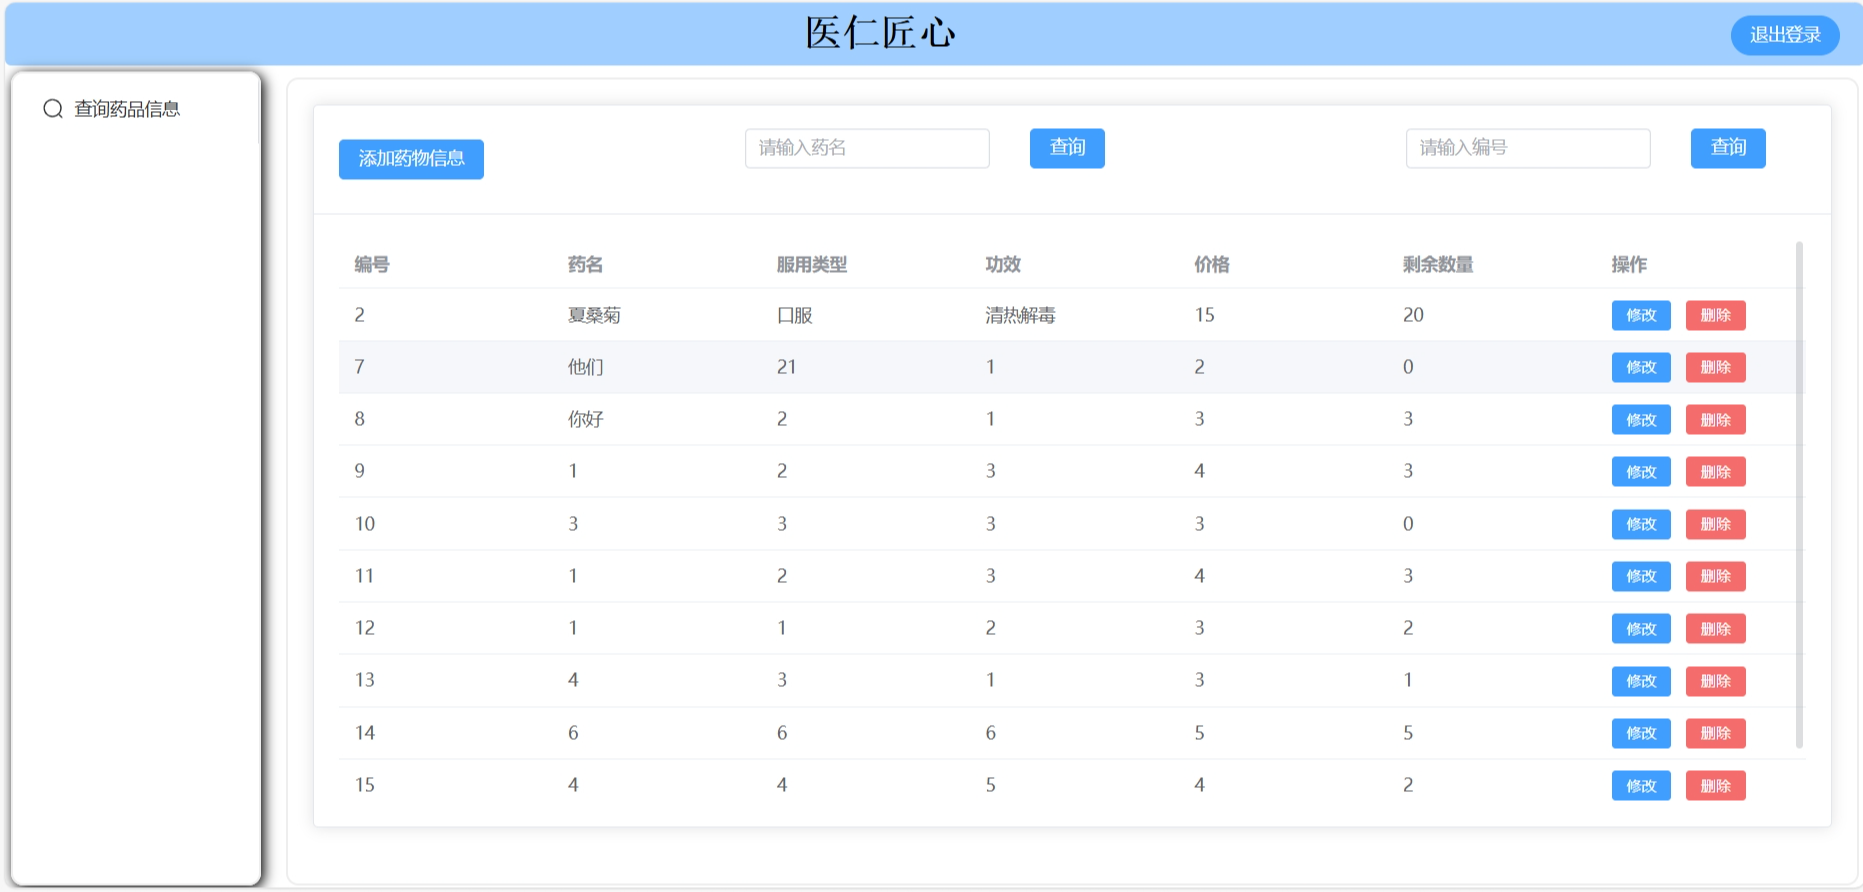 医仁匠心
退出登录
查询药品信息
添加药物信息 请输入药名 查询 请输入编号 查询
编号 药名 服用类型 功效 价格 剩余数量 操作
2 夏桑菊 口服 清热解毒 15 20 修改 删除
7 他们 21 1 2 0 修改 删除
8 你好 2 1 3 3 修改 删除
9 1 2 3 4 3 修改 删除
10 3 3 3 3 0 修改 删除
11 1 2 3 4 3 修改 删除
12 1 1 2 3 2 修改 删除
13 4 3 1 3 1 修改 删除
14 6 6 6 5 5 修改 删除
15 4 4 5 4 2 修改 删除